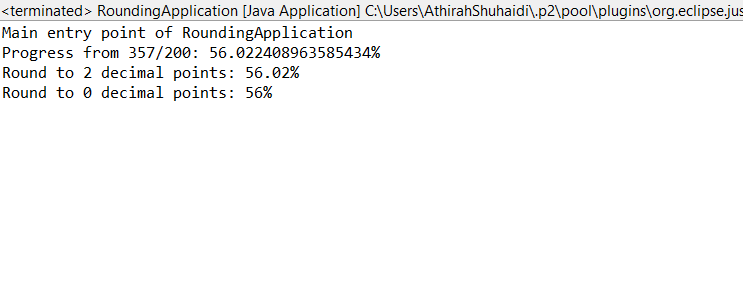 <terminated> RoundingApplication [Java Application] C:\Users\AthirahShuhaidi\.p2\pool\plugins\org.eclipse.jus
Main entry point of RoundingApplication
Progress from 357/200: 56.022408963585434%
Round to 2 decimal points: 56.02%
Round to 0 decimal points: 56%